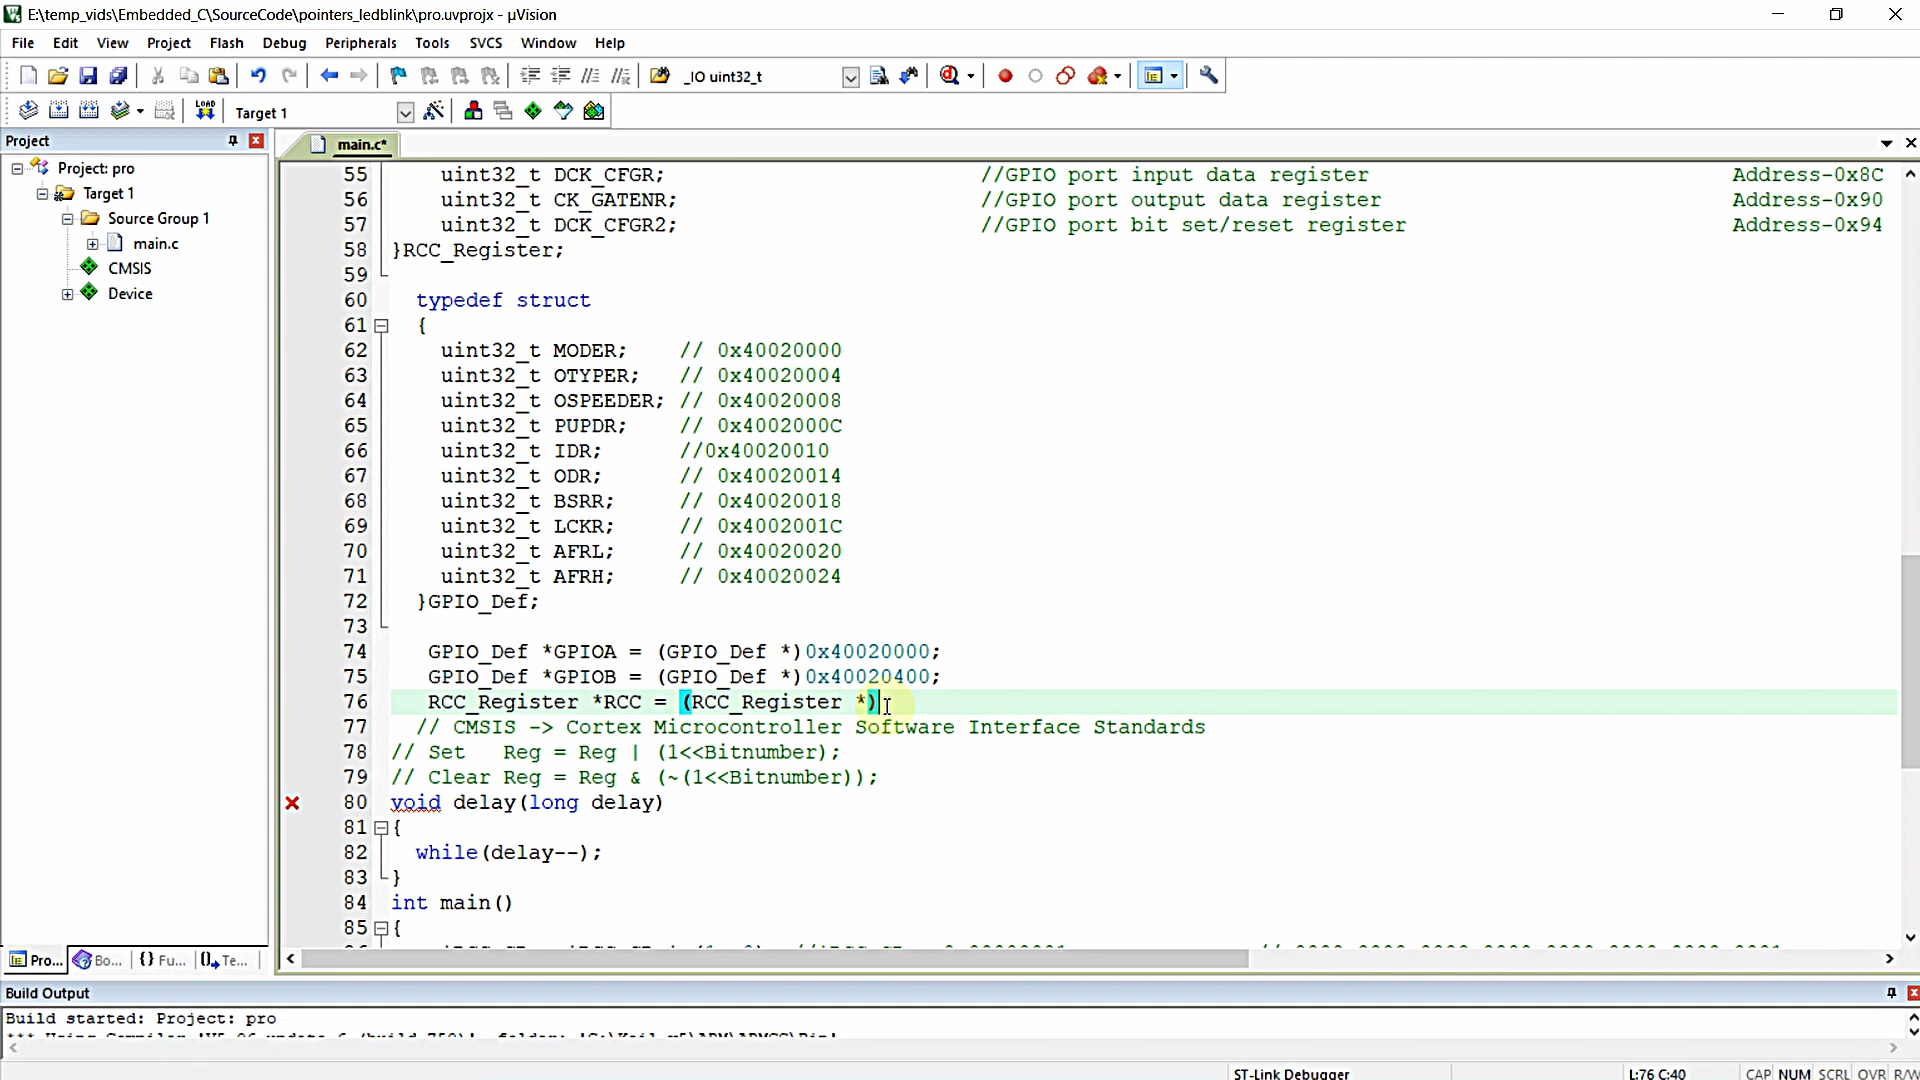 E:\temp_vids\Embedded_C\SourceCode\pointers_ledblink\pro.uvprojx - µVision
File Edit View Project Flash Debug Peripherals Tools SVCS Window Help
_IO uint32_t
LOAD Target 1
Project
main.c*
Project: pro
Target 1
Source Group 1
main.c
CMSIS
Device
55 uint32_t DCK_CFGR; //GPIO port input data register Address-0x8C
56 uint32_t CK_GATENR; //GPIO port output data register Address-0x90
57 uint32_t DCK_CFGR2; //GPIO port bit set/reset register Address-0x94
58 }RCC_Register;
59
60 typedef struct
61 {
62 uint32_t MODER; // 0x40020000
63 uint32_t OTYPER; // 0x40020004
64 uint32_t OSPEEDER; // 0x40020008
65 uint32_t PUPDR; // 0x4002000C
66 uint32_t IDR; //0x40020010
67 uint32_t ODR; // 0x40020014
68 uint32_t BSRR; // 0x40020018
69 uint32_t LCKR; // 0x4002001C
70 uint32_t AFRL; // 0x40020020
71 uint32_t AFRH; // 0x40020024
72 }GPIO_Def;
73
74 GPIO_Def *GPIOA = (GPIO_Def *)0x40020000;
75 GPIO_Def *GPIOB = (GPIO_Def *)0x40020400;
76 RCC_Register *RCC = (RCC_Register *)
77 // CMSIS -> Cortex Microcontroller Software Interface Standards
78 // Set Reg = Reg | (1<<Bitnumber);
79 // Clear Reg = Reg & (~(1<<Bitnumber));
80 void delay(long delay)
81 {
82 while(delay--);
83 }
84 int main()
85 {
Pro... Bo... {} Fu... Te...
Build Output
Build started: Project: pro
ST-Link Debugger L:76 C:40 CAP NUM SCRL OVR R/W